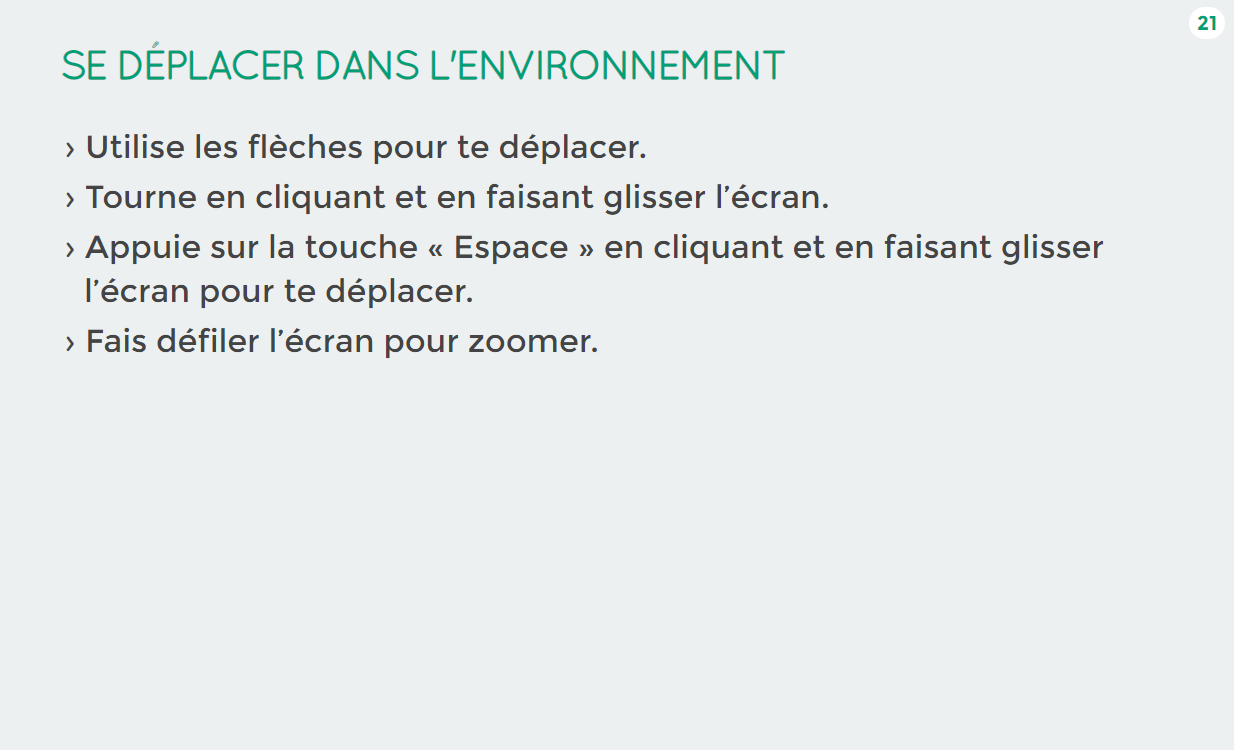 21
SE DÉPLACER DANS L'ENVIRONNEMENT
› Utilise les flèches pour te déplacer.
› Tourne en cliquant et en faisant glisser l’écran.
› Appuie sur la touche « Espace » en cliquant et en faisant glisser
l’écran pour te déplacer.
› Fais défiler l’écran pour zoomer.